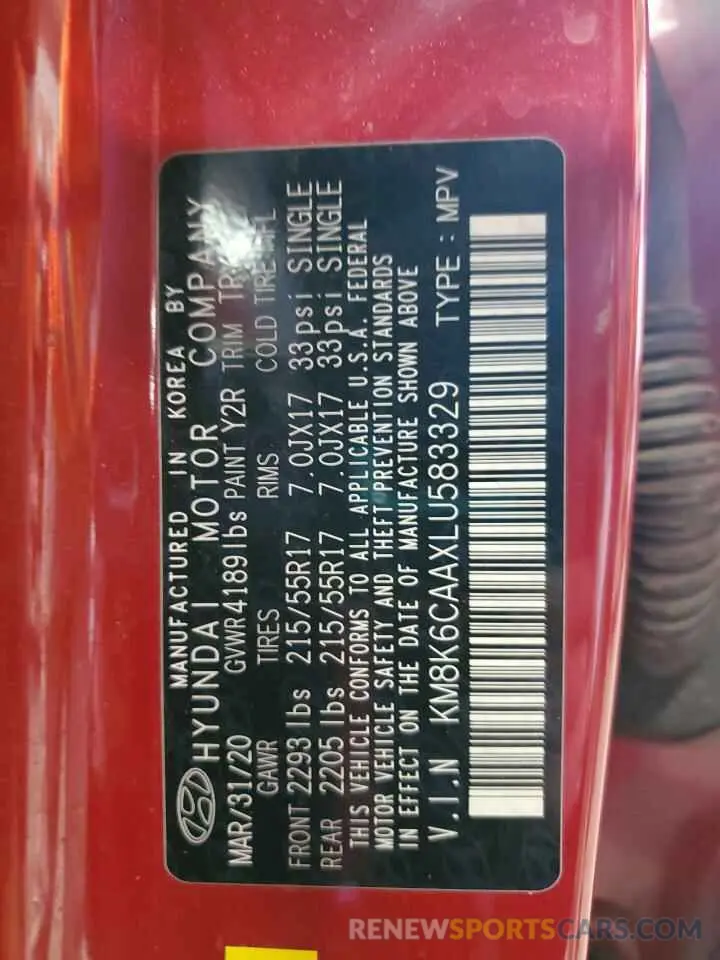 MANUFACTURED IN KOREA BY
HYUNDAI MOTOR COMPANY
MAR/31/20 GVWR4189lbs PAINT Y2R TRIM
GAWR TIRES RIMS COLD TIRE
FRONT 2293 lbs 215/55R17 7.0JX17 33psi SINGLE
REAR 2205 lbs 215/55R17 7.0JX17 33psi SINGLE
THIS VEHICLE CONFORMS TO ALL APPLICABLE U.S.A. FEDERAL
MOTOR VEHICLE SAFETY AND THEFT PREVENTION STANDARDS
IN EFFECT ON THE DATE OF MANUFACTURE SHOWN ABOVE
V.I.N KM8K6CAAXLU583329 TYPE : MPV
RENEWSPORTSCARS.COM